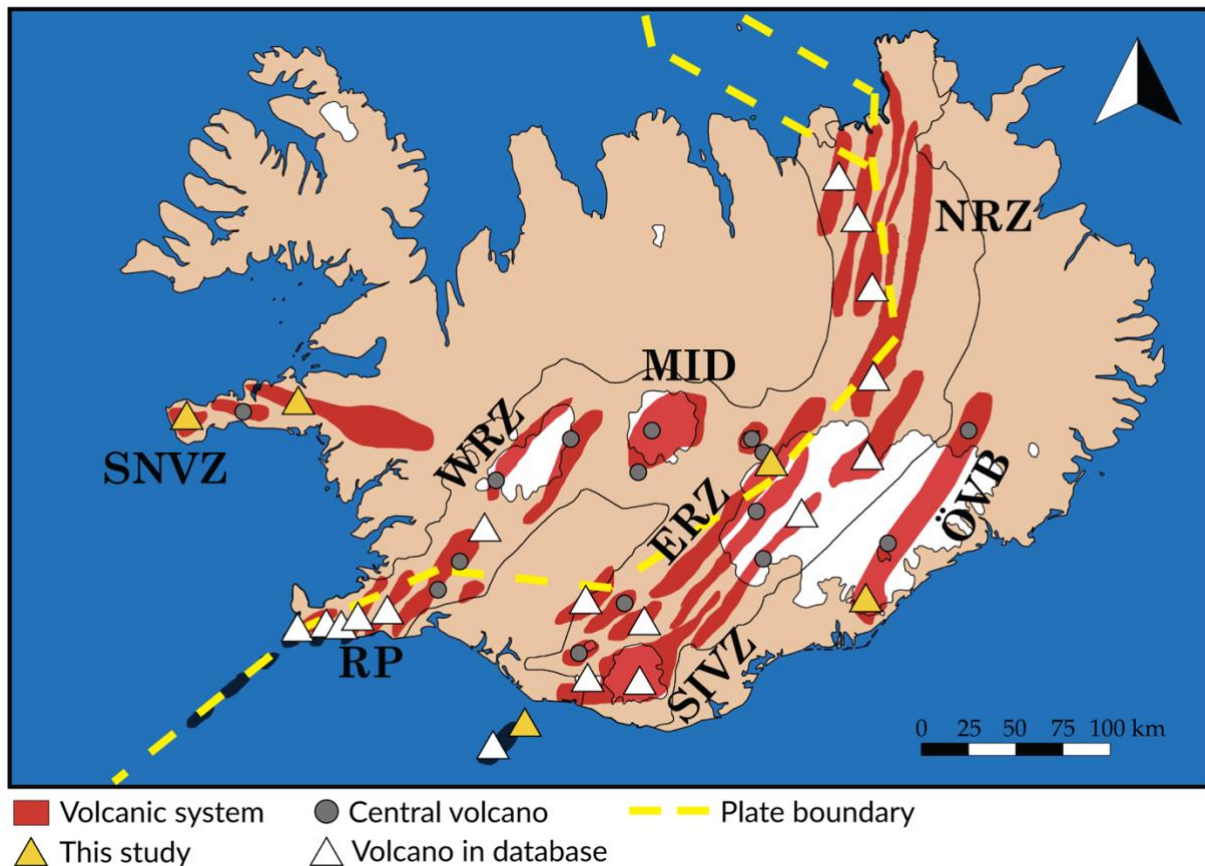 NRZ
MID
WRZ
SNVZ
ERZ
ÖVB
RP
SIVZ
0 25 50 75 100 km
Volcanic system
Central volcano
Plate boundary
This study
Volcano in database